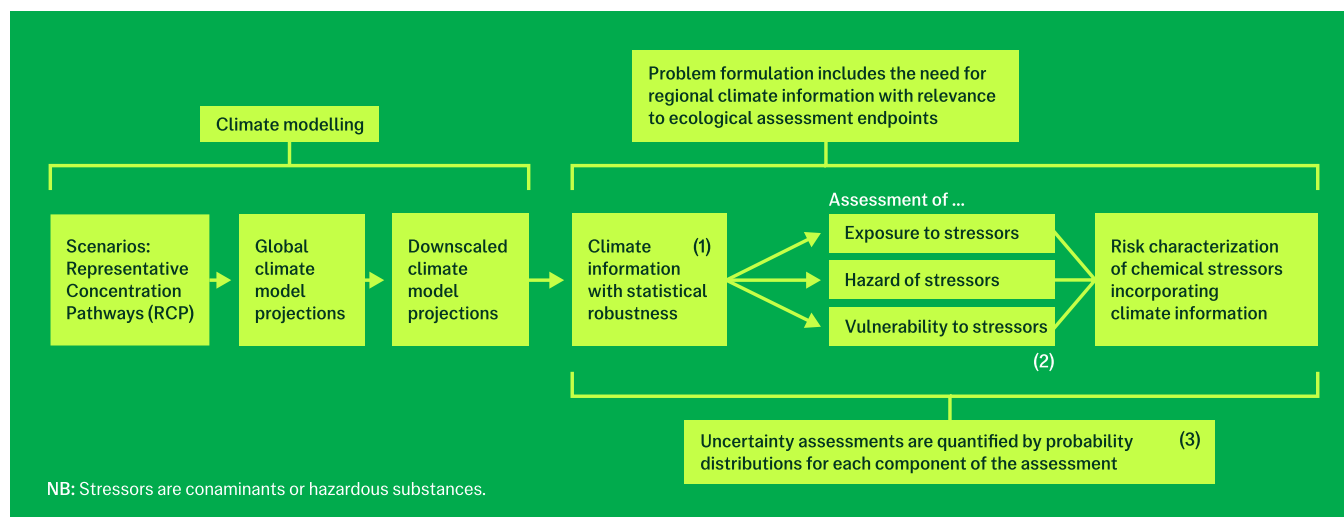 Problem formulation includes the need for
regional climate information with relevance
to ecological assessment endpoints
Climate modelling
Scenarios:
Representative
Concentration
Pathways (RCP)
Global
climate
model
projections
Downscaled
climate
model
projections
Climate (1)
information
with statistical
robustness
Assessment of ...
Exposure to stressors
Hazard of stressors
Vulnerability to stressors
(2)
Risk characterization
of chemical stressors
incorporating
climate information
Uncertainty assessments are quantified by probability (3)
distributions for each component of the assessment
NB: Stressors are conaminants or hazardous substances.